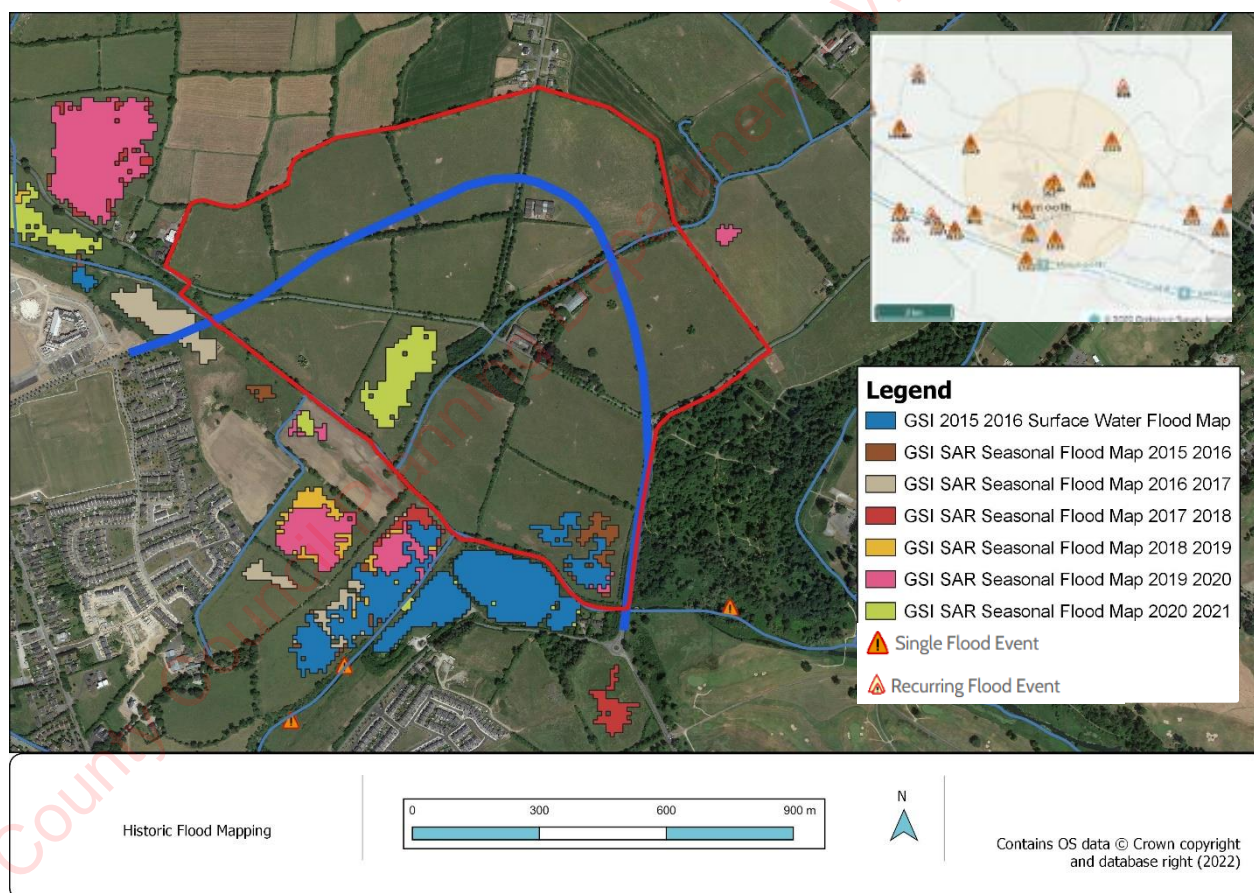 Legend
GSI 2015 2016 Surface Water Flood Map
GSI SAR Seasonal Flood Map 2015 2016
GSI SAR Seasonal Flood Map 2016 2017
GSI SAR Seasonal Flood Map 2017 2018
GSI SAR Seasonal Flood Map 2018 2019
GSI SAR Seasonal Flood Map 2019 2020
GSI SAR Seasonal Flood Map 2020 2021
Single Flood Event
Recurring Flood Event
Historic Flood Mapping
0 300 600 900 m
N
Contains OS data © Crown copyright
and database right (2022)